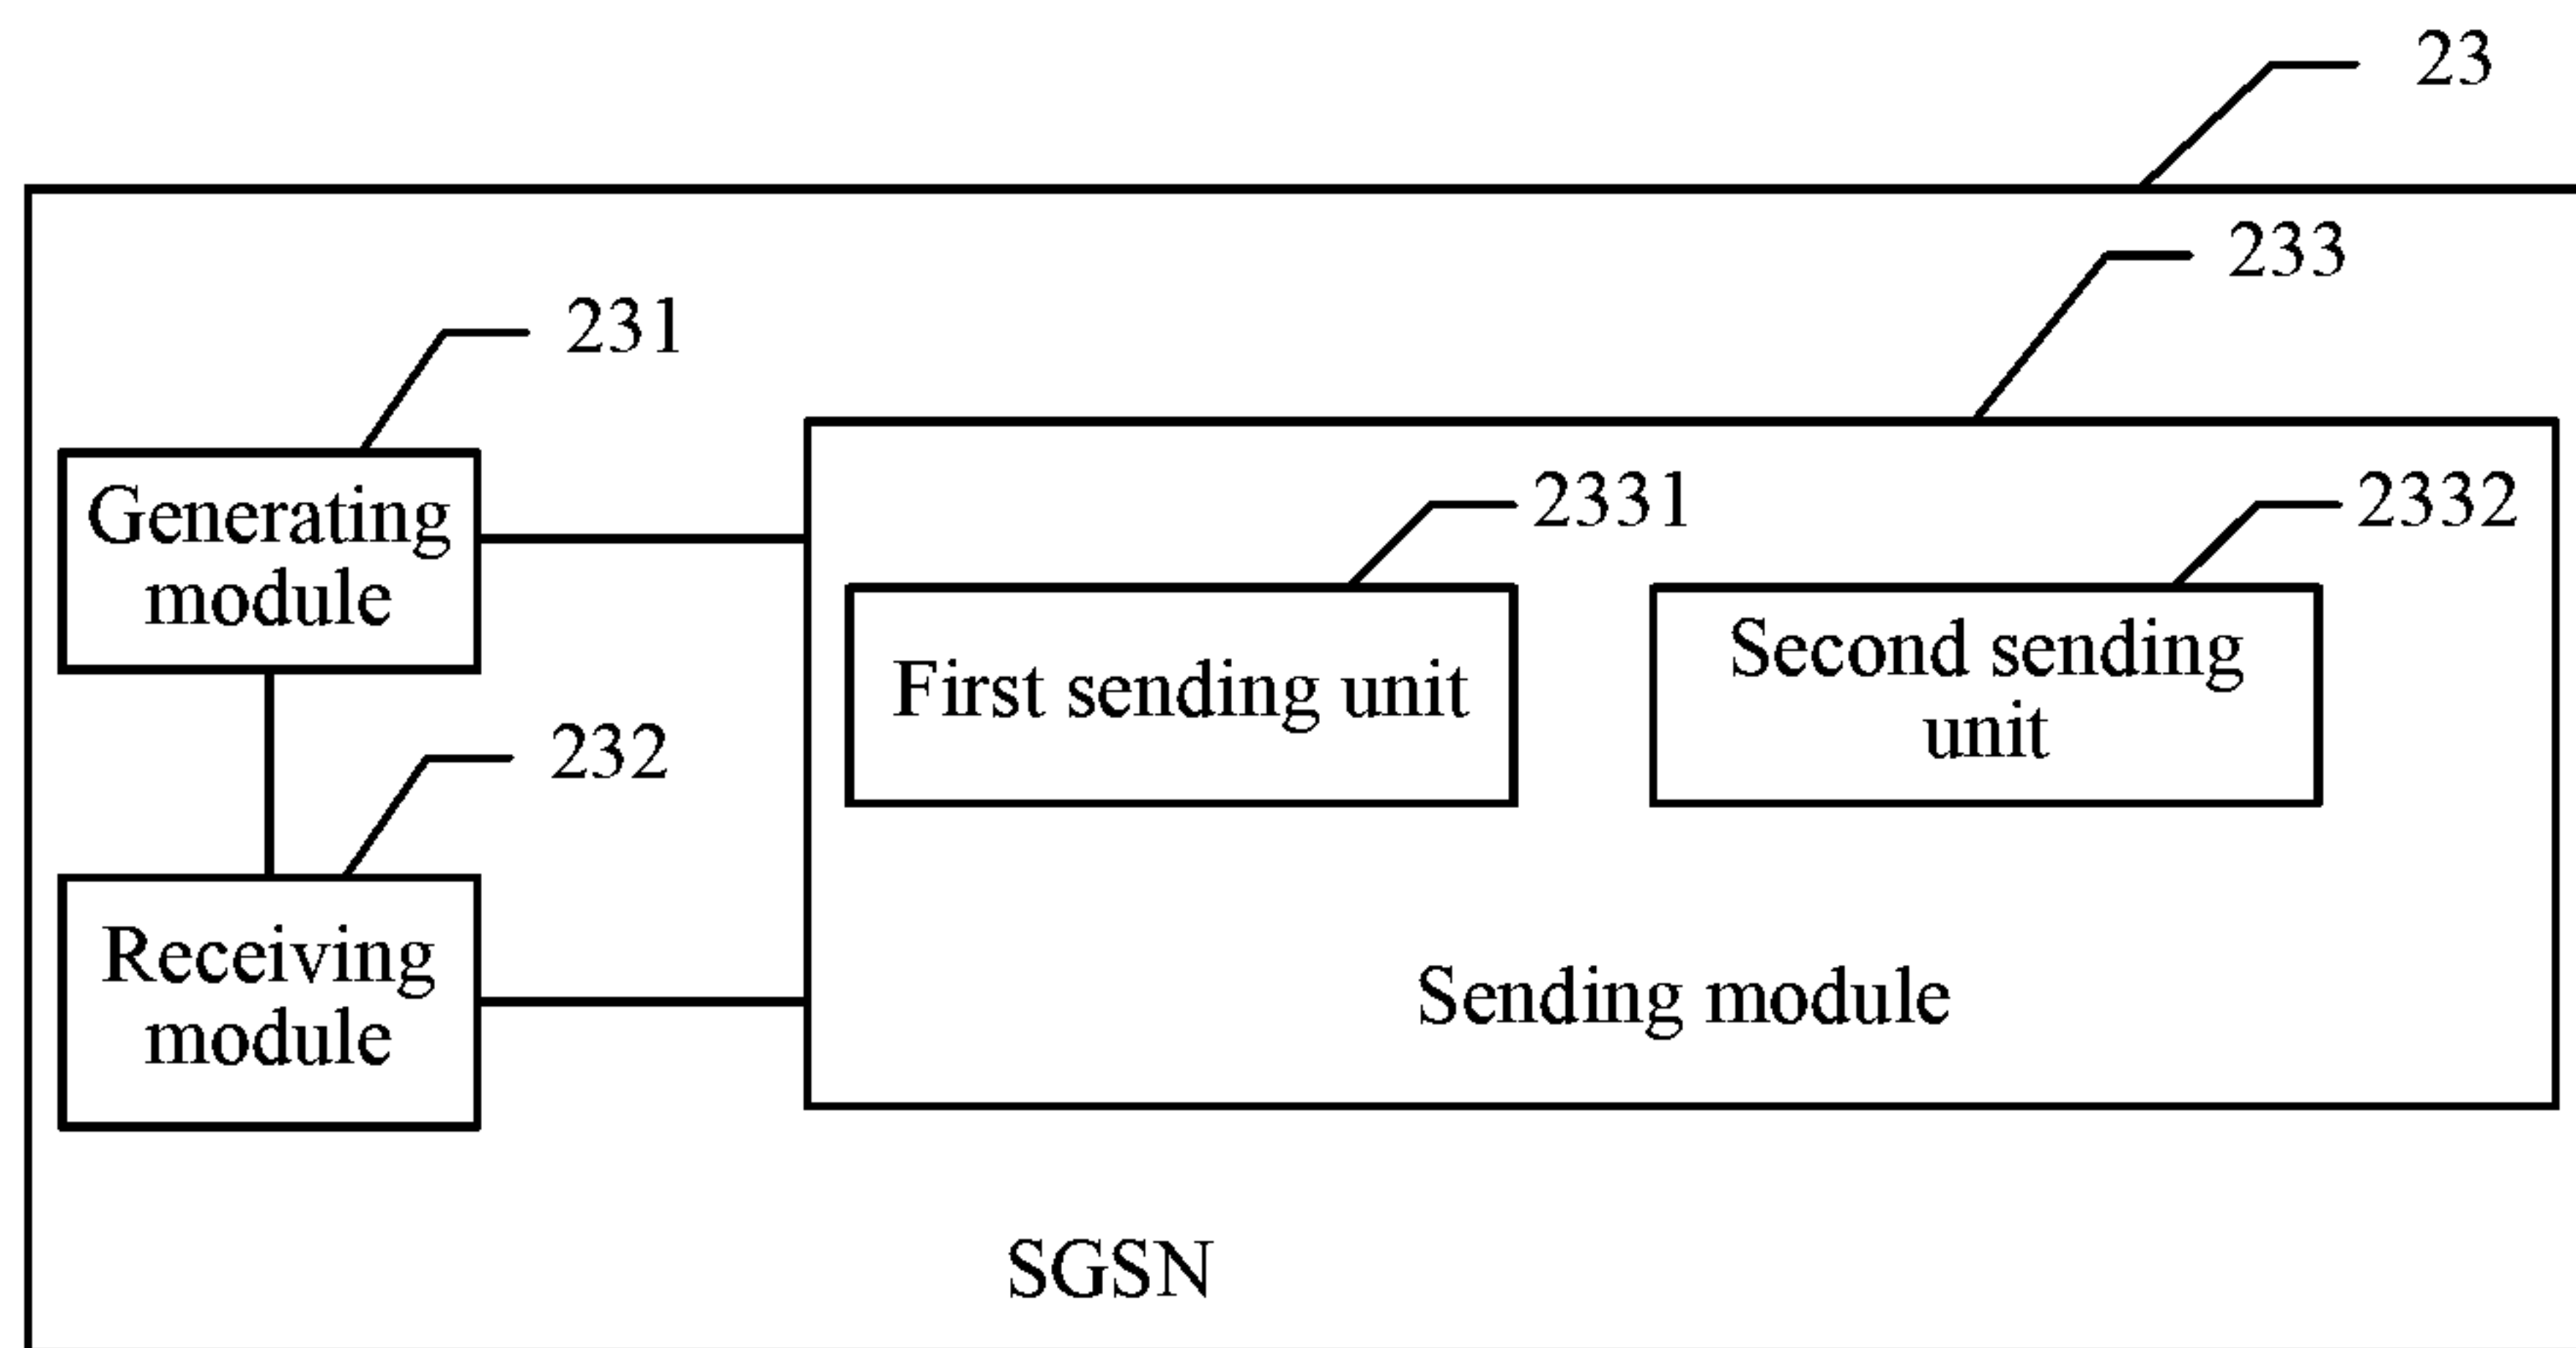 23
233
231
2331
2332
Generating
module
First sending unit
Second sending
unit
232
Receiving
module
Sending module
SGSN